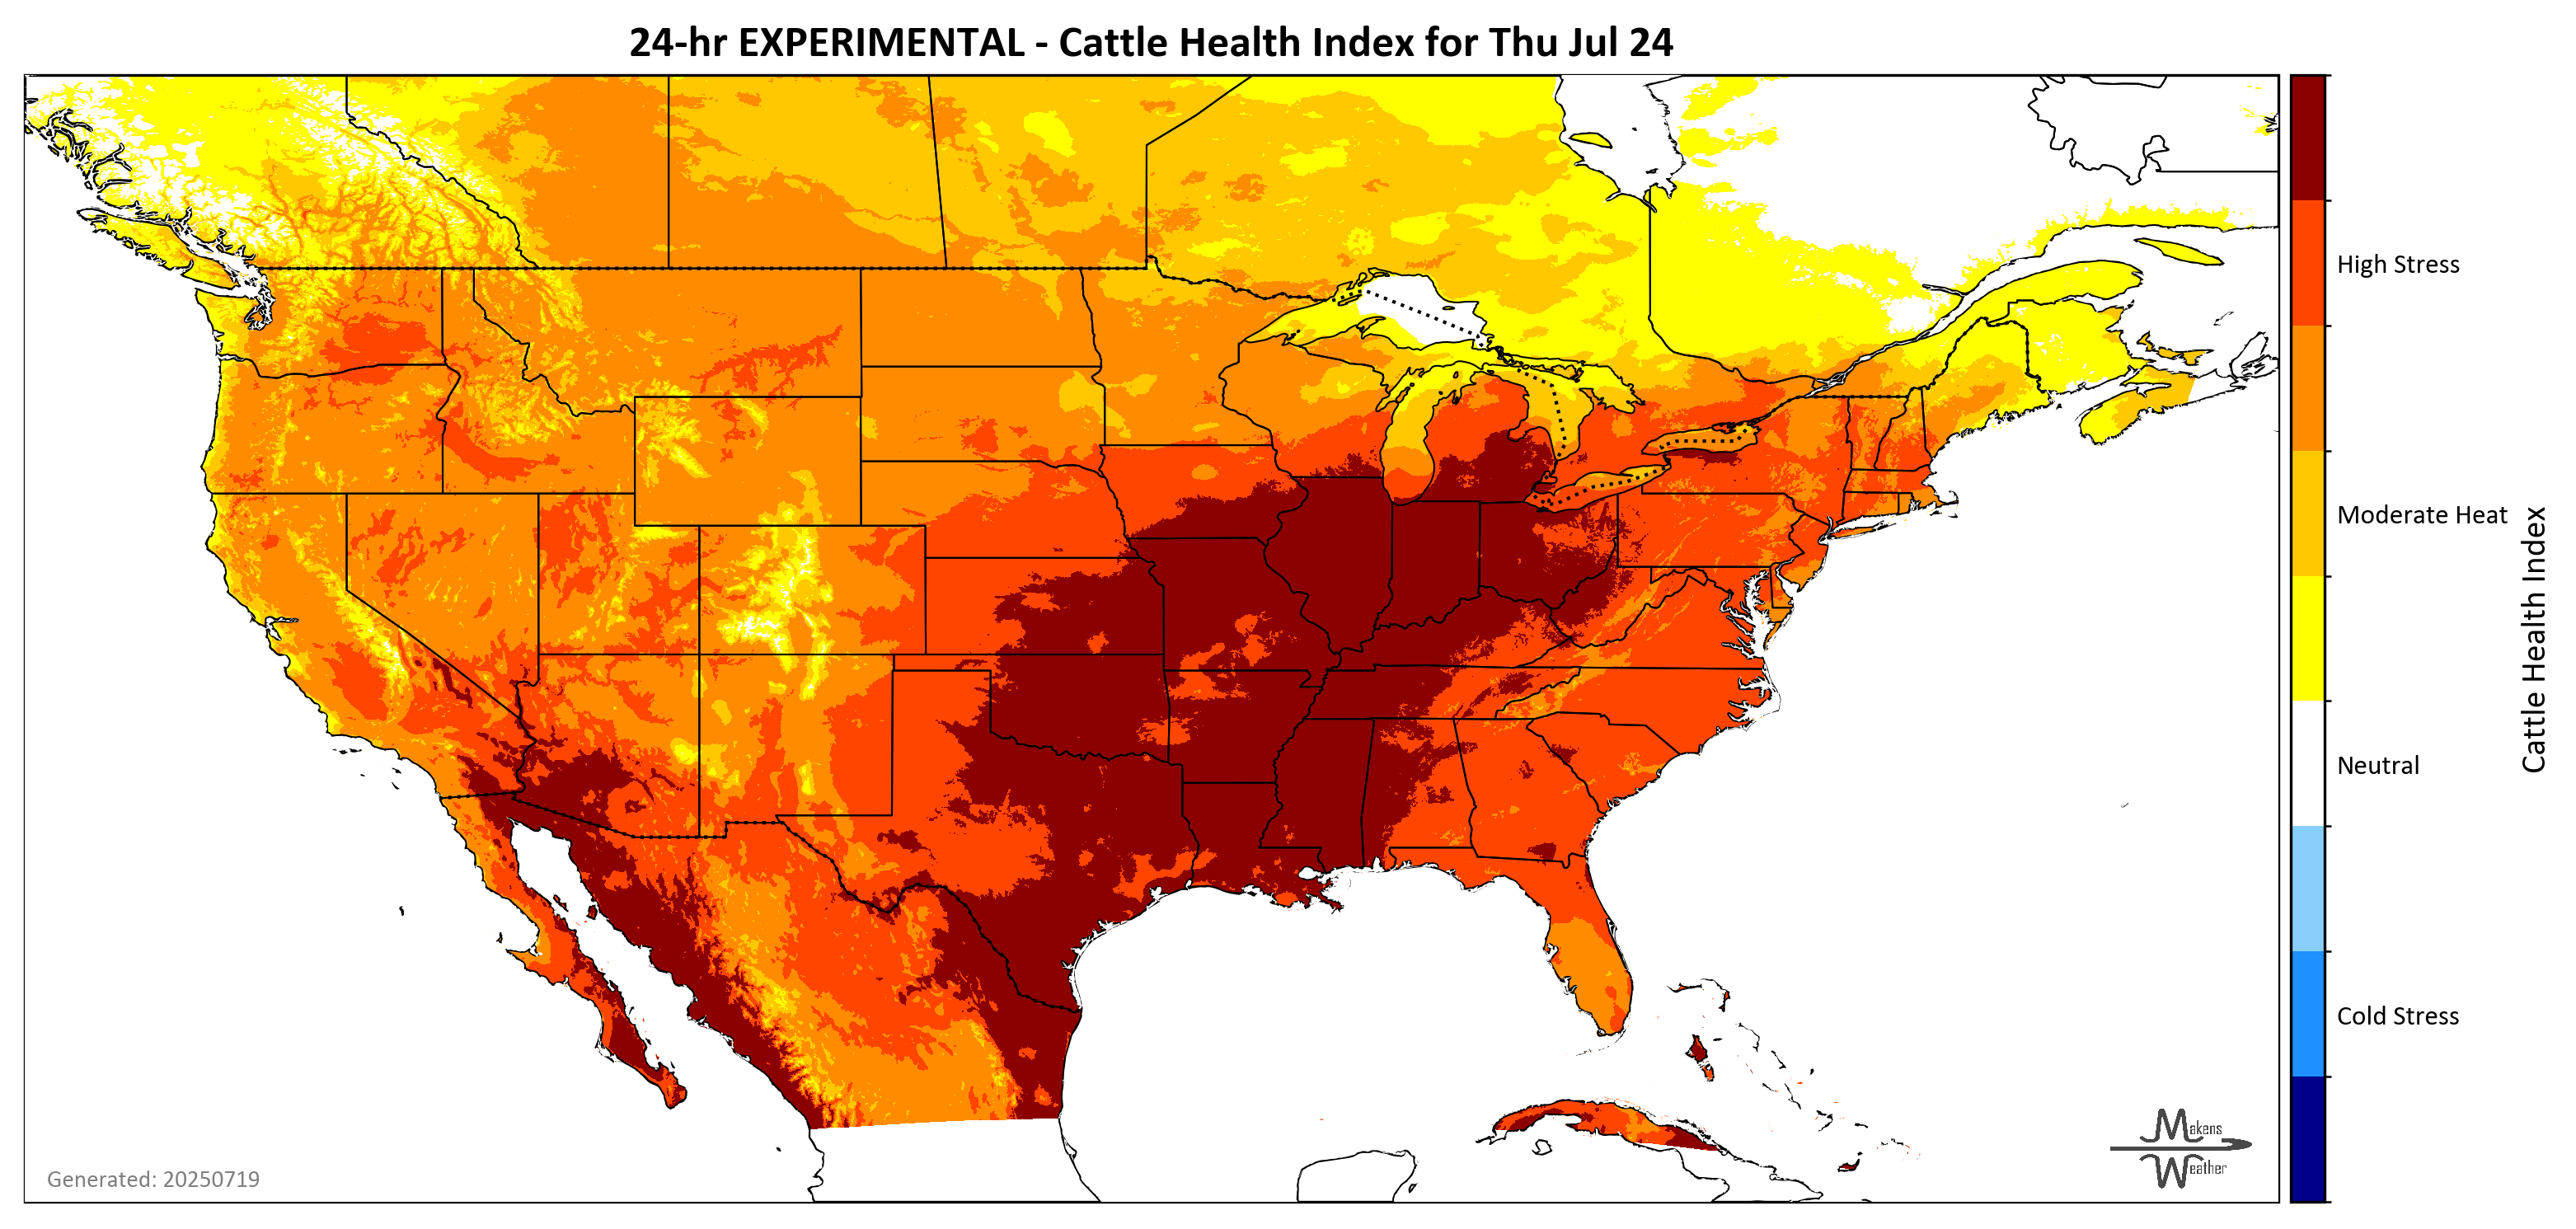 24-hr EXPERIMENTAL - Cattle Health Index for Thu Jul 24
High Stress
Moderate Heat
Neutral
Cold Stress
Cattle Health Index
Generated: 20250719
Makens
Weather